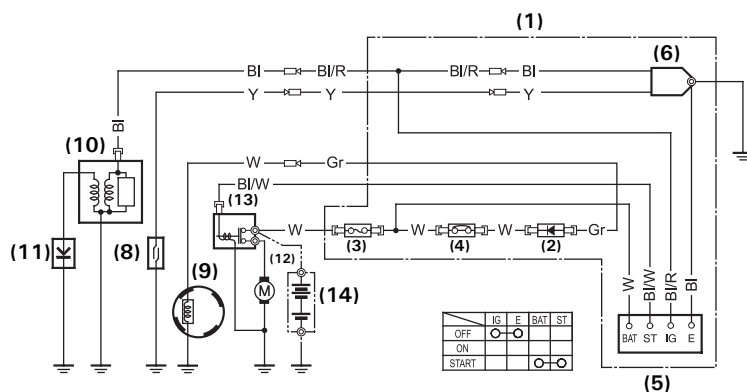 (1)
(6)
Bl Bl/R Bl/R Bl
Y Y Y
Bl
(10)
W Gr
Bl/W
(13)
W W W Gr
(3) (4) (2)
(11) (8) (9) (12)
M
(14)
W Bl/W Bl/R Bl
BAT ST IG E
(5)
IG E BAT ST
OFF
ON
START